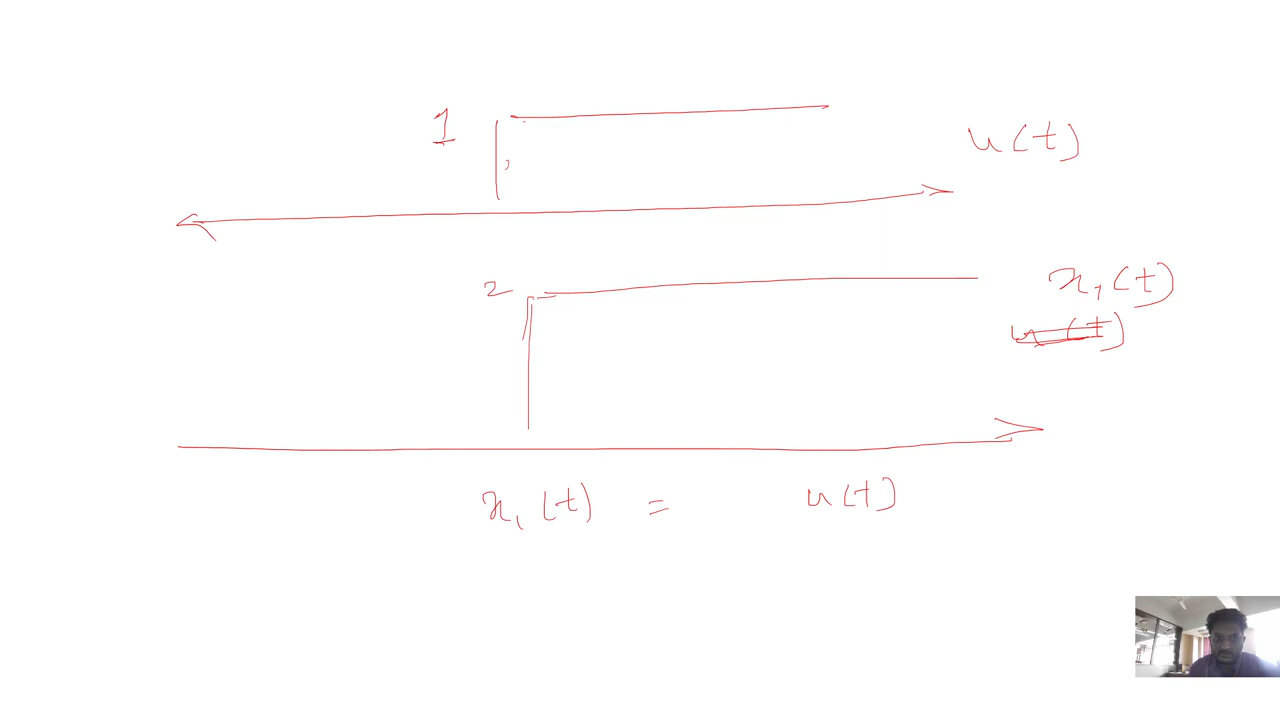 1
u(t)
2
x₁(t)
x₁(t) = u(t)